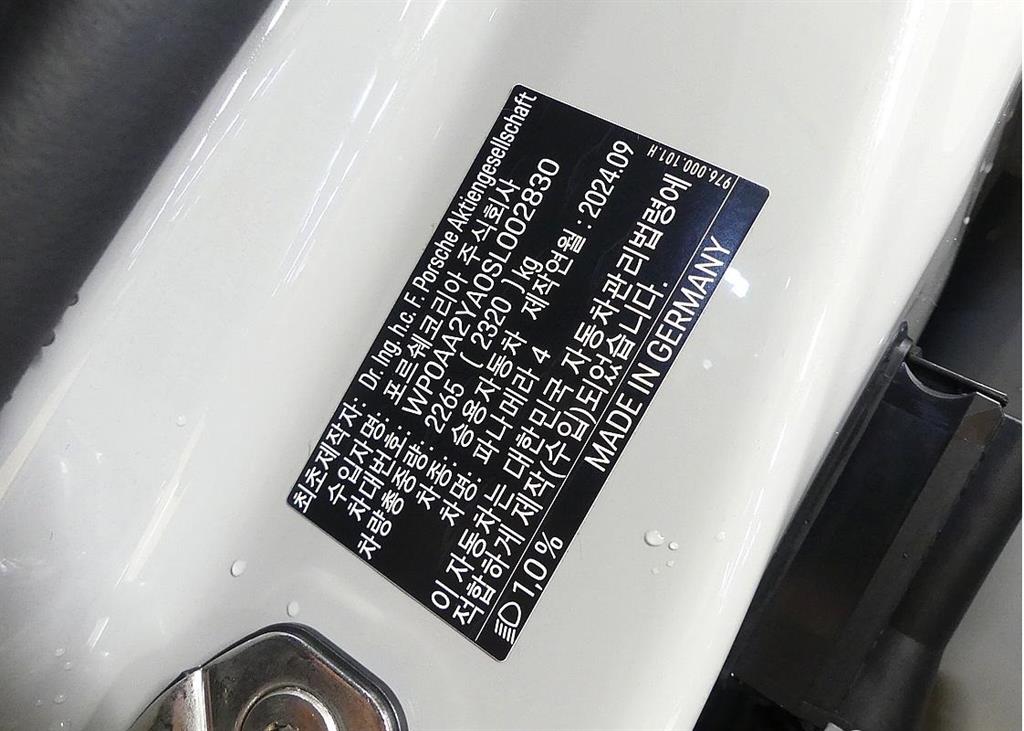 최초제작자: Dr. Ing. h.c. F. Porsche Aktiengesellschaft
수입자명: 포르쉐코리아 주식회사
차대번호: WP0AA2YA0SL002830
차량총중량: 2265 ( 2320 ) kg
차종: 승용자동차 제작연월 : 2024.09
차명: 파나메라 4
이 자동차는 대한민국 자동차관리법령에
적합하게 제작(수입)되었습니다.
1,0 % MADE IN GERMANY
976.000.101.H